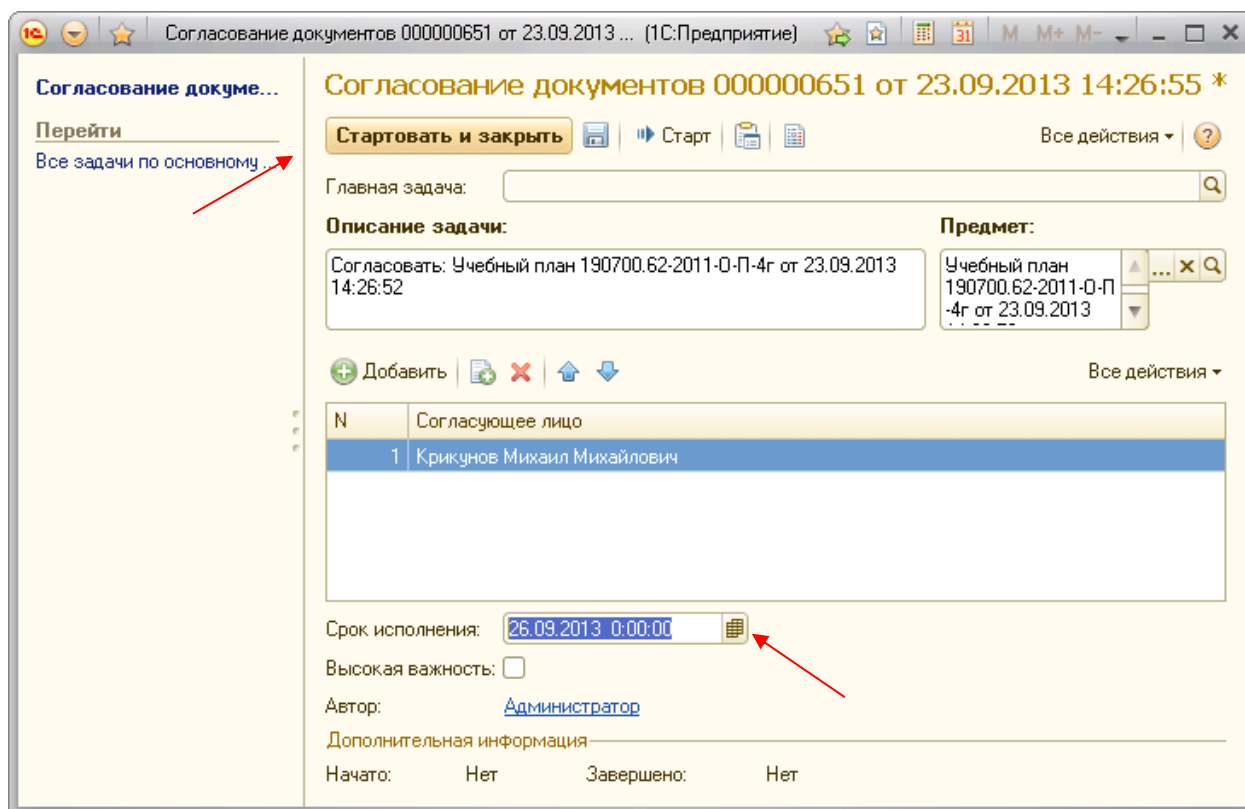 Согласование документов 000000651 от 23.09.2013 ... (1С:Предприятие)
M M+ M-
Согласование докуме...
Перейти
Все задачи по основному ...
Согласование документов 000000651 от 23.09.2013 14:26:55 *
Стартовать и закрыть Старт Все действия
Главная задача:
Описание задачи: Предмет:
Согласовать: Учебный план 190700.62-2011-О-П-4г от 23.09.2013
14:26:52
Учебный план
190700.62-2011-О-П
-4г от 23.09.2013
Добавить Все действия
N Согласующее лицо
1 Крикунов Михаил Михайлович
Срок исполнения: 26.09.2013 0:00:00
Высокая важность:
Автор: Администратор
Дополнительная информация
Начато: Нет Завершено: Нет